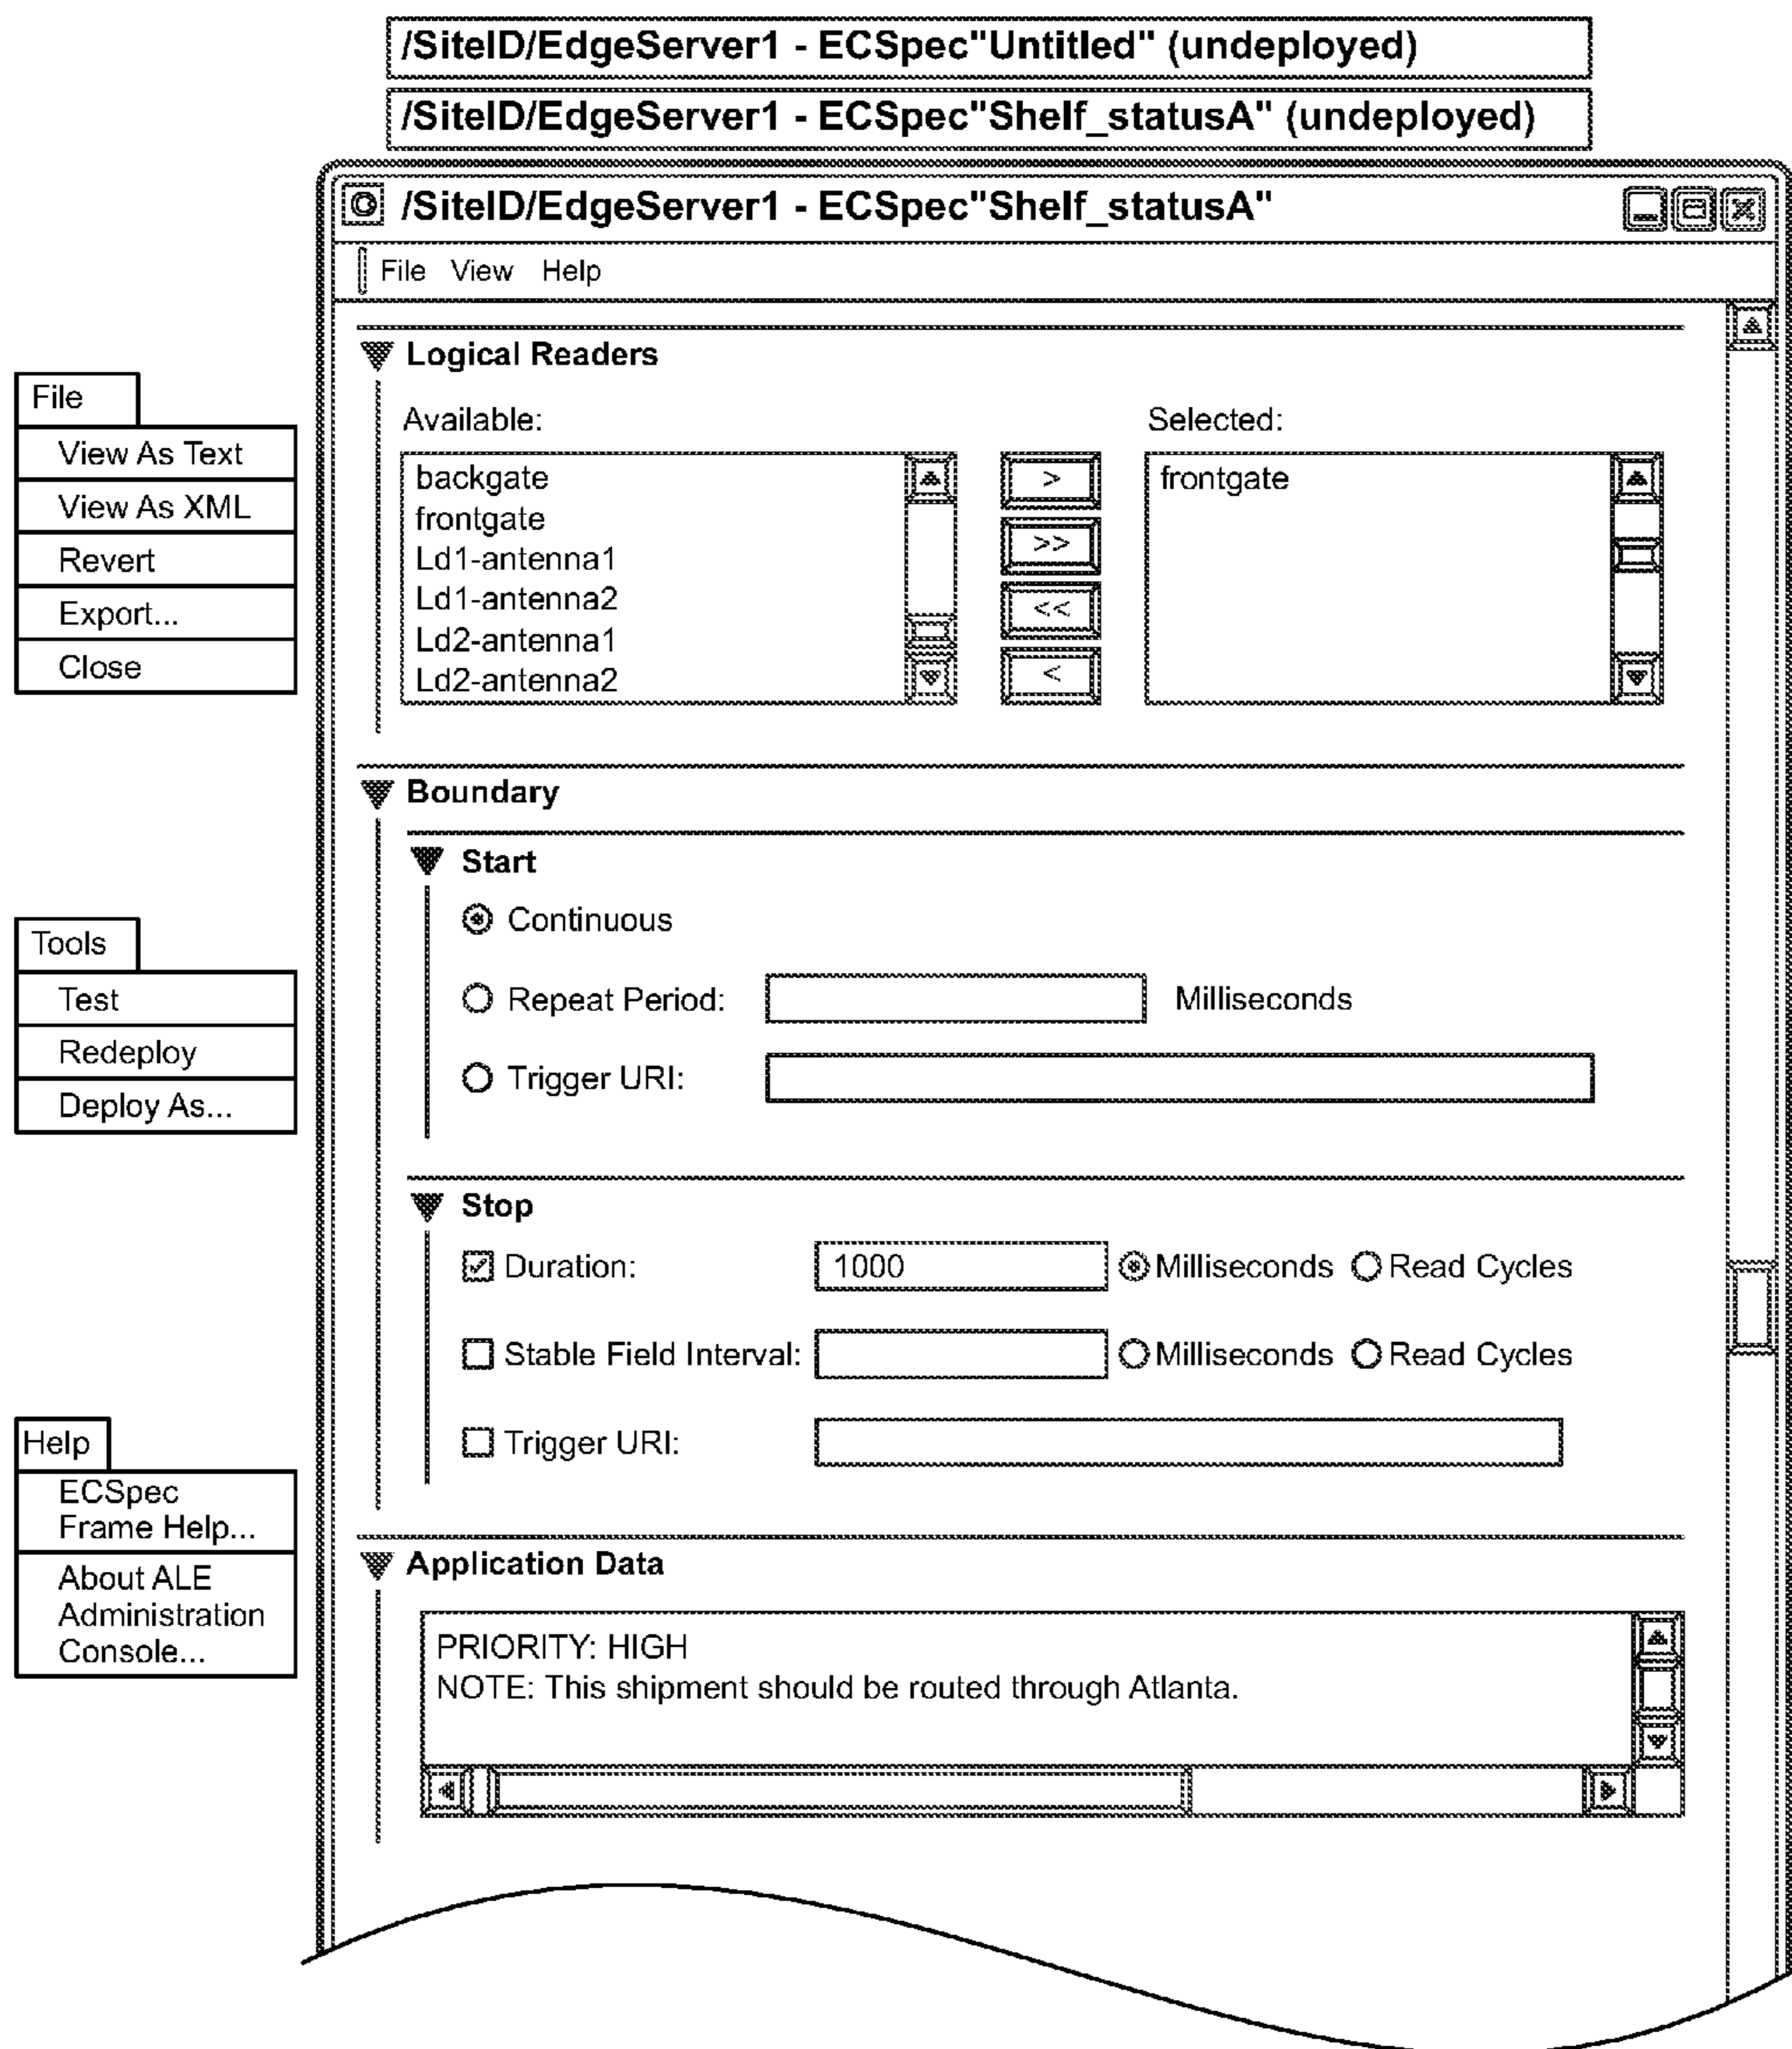 /SiteID/EdgeServer1 - ECSpec"Untitled" (undeployed)
/SiteID/EdgeServer1 - ECSpec"Shelf_statusA" (undeployed)
/SiteID/EdgeServer1 - ECSpec"Shelf_statusA"
File View Help
File
View As Text
View As XML
Revert
Export...
Close
Tools
Test
Redeploy
Deploy As...
Help
ECSpec
Frame Help...
About ALE
Administration
Console...
Logical Readers
Available:
backgate
frontgate
Ld1-antenna1
Ld1-antenna2
Ld2-antenna1
Ld2-antenna2
>
>>
<<
<
Selected:
frontgate
Boundary
Start
Continuous
Repeat Period: Milliseconds
Trigger URI:
Stop
Duration: 1000 Milliseconds Read Cycles
Stable Field Interval: Milliseconds Read Cycles
Trigger URI:
Application Data
PRIORITY: HIGH
NOTE: This shipment should be routed through Atlanta.